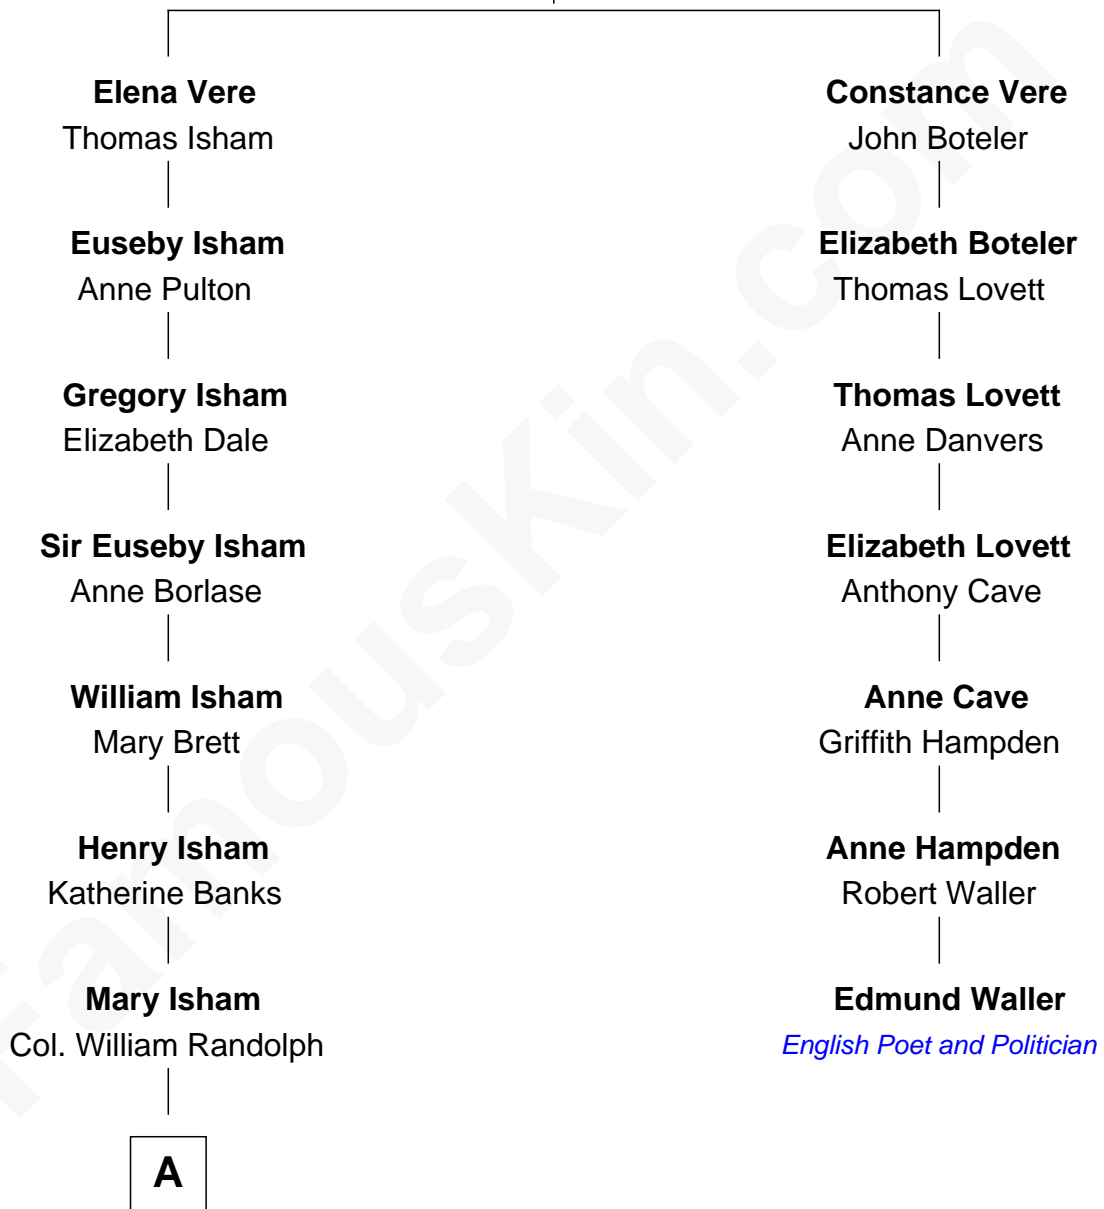 Elena Vere
Thomas Isham
Constance Vere
John Boteler
Euseby Isham
Anne Pulton
Elizabeth Boteler
Thomas Lovett
Gregory Isham
Elizabeth Dale
Thomas Lovett
Anne Danvers
Sir Euseby Isham
Anne Borlase
Elizabeth Lovett
Anthony Cave
William Isham
Mary Brett
Anne Cave
Griffith Hampden
Henry Isham
Katherine Banks
Anne Hampden
Robert Waller
Mary Isham
Col. William Randolph
Edmund Waller
English Poet and Politician
A
FamousKin.com